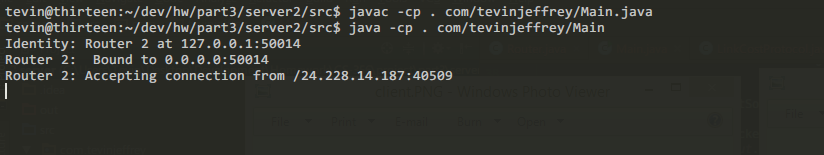 tevin@thirteen:~/dev/hw/part3/server2/src$ javac -cp . com/tevinjeffrey/Main.java
tevin@thirteen:~/dev/hw/part3/server2/src$ java -cp . com/tevinjeffrey/Main
Identity: Router 2 at 127.0.0.1:50014
Router 2:  Bound to 0.0.0.0:50014
Router 2: Accepting connection from /24.228.14.187:40509